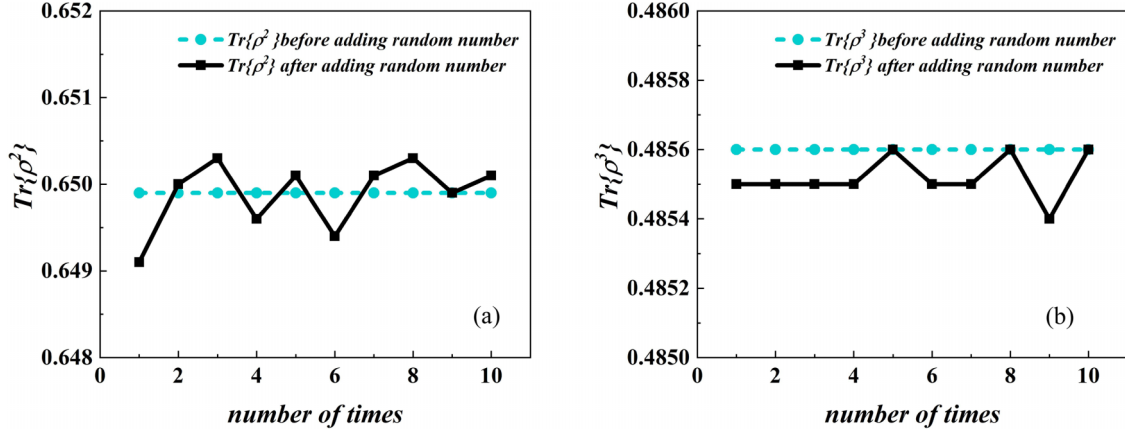 0.652
0.651
0.650
0.649
0.648
Tr{ρ²}
Tr{ρ² }before adding random number
Tr{ρ²} after adding random number
(a)
0 2 4 6 8 10
number of times
0.4860
0.4858
0.4856
0.4854
0.4852
0.4850
Tr{ρ³}
Tr{ρ³ }before adding random number
Tr{ρ³} after adding random number
(b)
0 2 4 6 8 10
number of times